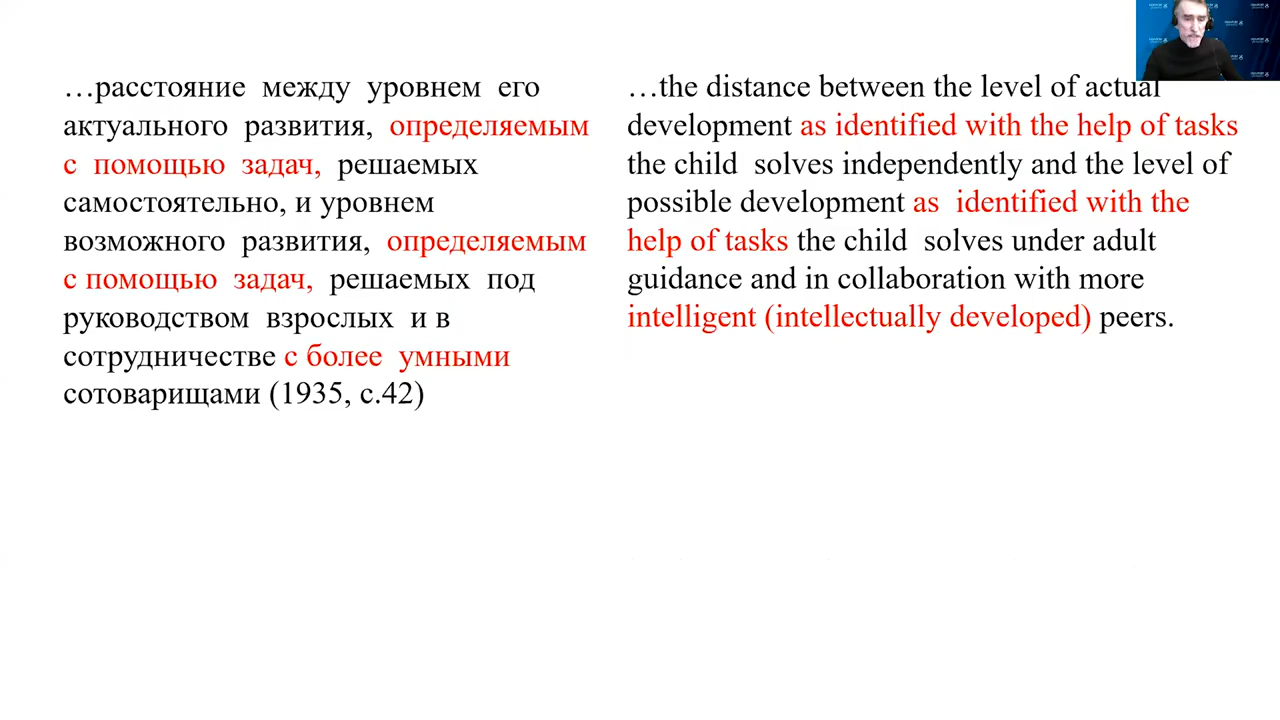 …расстояние между уровнем его
актуального развития, определяемым
с помощью задач, решаемых
самостоятельно, и уровнем
возможного развития, определяемым
с помощью задач, решаемых под
руководством взрослых и в
сотрудничестве с более умными
сотоварищами (1935, с.42)
…the distance between the level of actual
development as identified with the help of tasks
the child solves independently and the level of
possible development as identified with the
help of tasks the child solves under adult
guidance and in collaboration with more
intelligent (intellectually developed) peers.